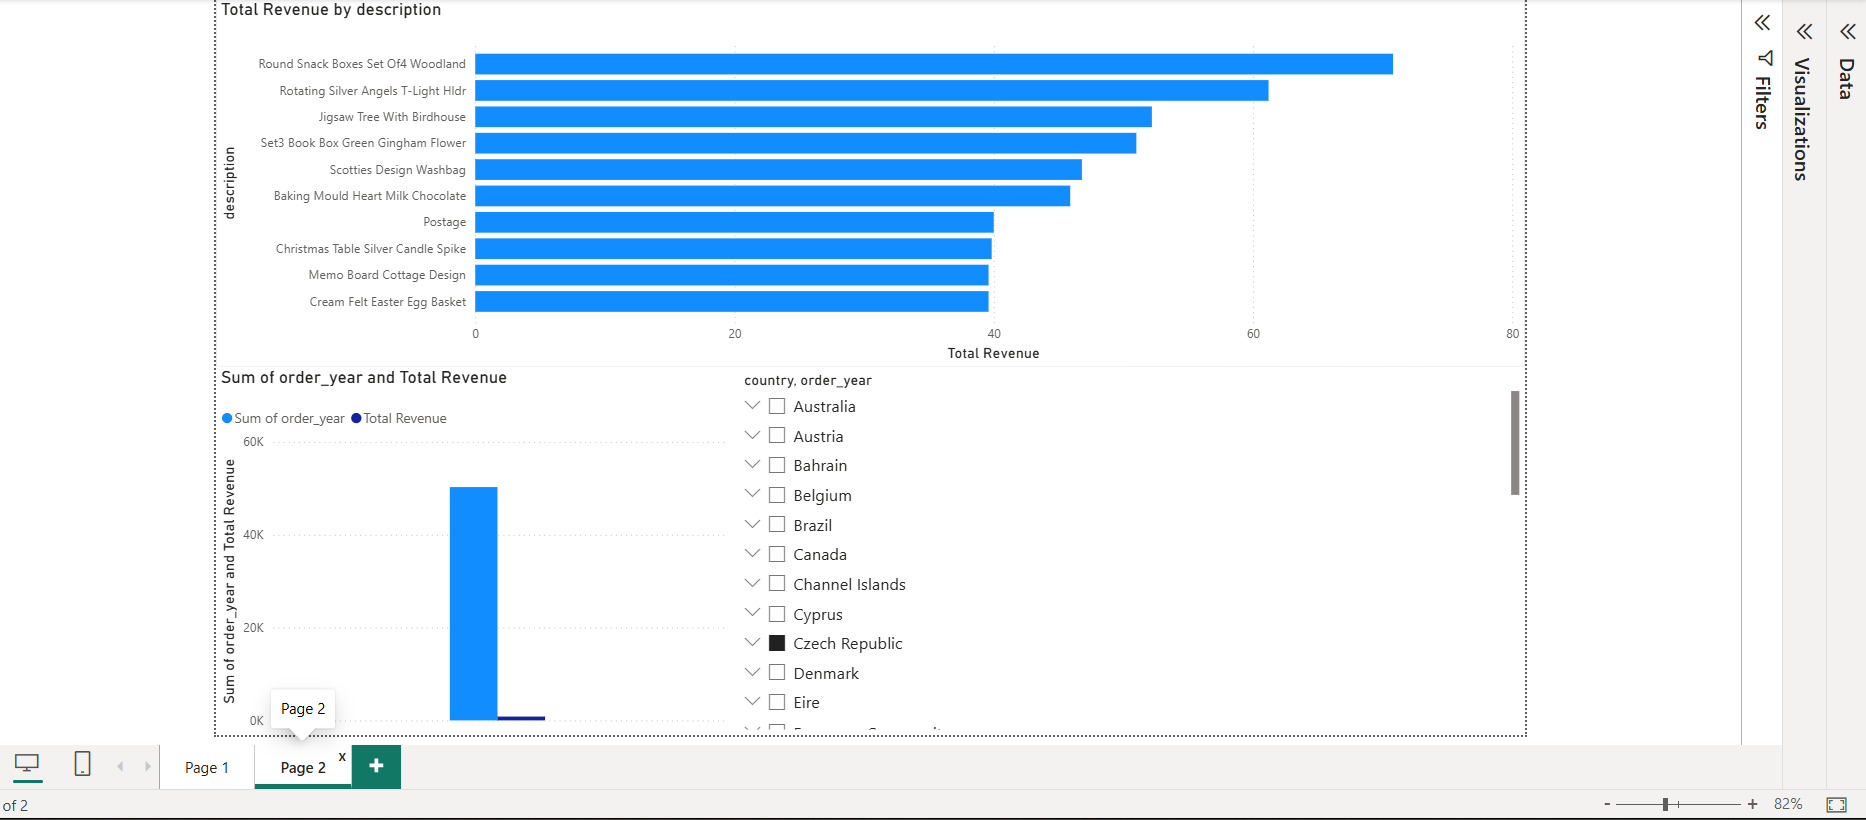 Total Revenue by description
description
Round Snack Boxes Set Of4 Woodland
Rotating Silver Angels T-Light Hldr
Jigsaw Tree With Birdhouse
Set3 Book Box Green Gingham Flower
Scotties Design Washbag
Baking Mould Heart Milk Chocolate
Postage
Christmas Table Silver Candle Spike
Memo Board Cottage Design
Cream Felt Easter Egg Basket
0 20 40 60 80
Total Revenue
Sum of order_year and Total Revenue
Sum of order_year Total Revenue
Sum of order_year and Total Revenue
60K
40K
20K
0K
country, order_year
Australia
Austria
Bahrain
Belgium
Brazil
Canada
Channel Islands
Cyprus
Czech Republic
Denmark
Eire
Filters
Visualizations
Data
Page 2
Page 1
Page 2 x
+
of 2
- + 82%